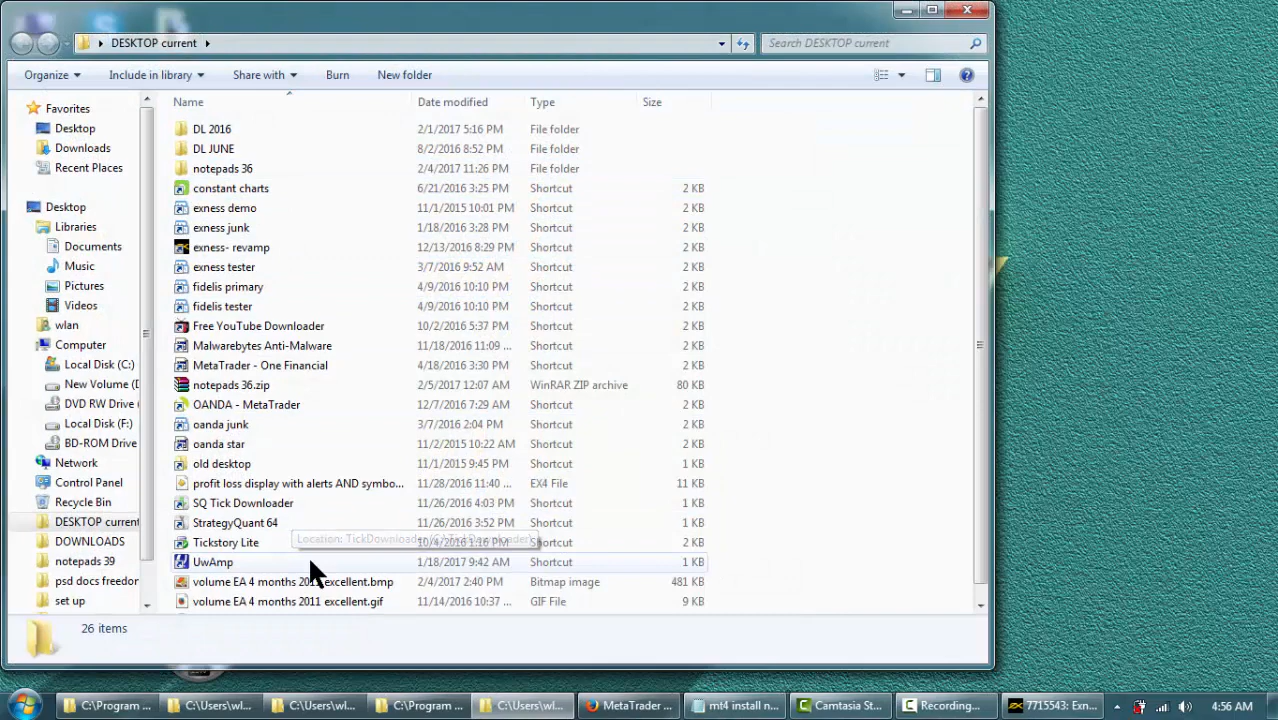 DESKTOP current
Search DESKTOP current
Organize Include in library Share with Burn New folder
Name Date modified Type Size
Favorites
Desktop
Downloads
Recent Places
Desktop
Libraries
Documents
Music
Pictures
Videos
wlan
Computer
Local Disk (C:)
New Volume (D
DVD RW Drive (
Local Disk (F:)
BD-ROM Drive
Network
Control Panel
Recycle Bin
DESKTOP current
DOWNLOADS
notepads 36
psd docs freedon
set up
DL 2016 2/1/2017 5:16 PM File folder
DL JUNE 8/2/2016 8:52 PM File folder
notepads 36 2/4/2017 11:26 PM File folder
constant charts 6/21/2016 3:25 PM Shortcut 2 KB
exness demo 11/1/2015 10:01 PM Shortcut 2 KB
exness junk 1/18/2016 3:28 PM Shortcut 2 KB
exness- revamp 12/13/2016 8:29 PM Shortcut 2 KB
exness tester 3/7/2016 9:52 AM Shortcut 2 KB
fidelis primary 4/9/2016 10:10 PM Shortcut 2 KB
fidelis tester 4/9/2016 10:10 PM Shortcut 2 KB
Free YouTube Downloader 10/2/2016 5:37 PM Shortcut 2 KB
Malwarebytes Anti-Malware 11/18/2016 11:09 ... Shortcut 2 KB
MetaTrader - One Financial 4/18/2016 3:30 PM Shortcut 2 KB
notepads 36.zip 2/5/2017 12:07 AM WinRAR ZIP archive 80 KB
OANDA - MetaTrader 12/7/2016 7:29 AM Shortcut 2 KB
oanda junk 3/7/2016 2:04 PM Shortcut 2 KB
oanda star 11/2/2015 10:22 AM Shortcut 2 KB
old desktop 11/1/2015 9:45 PM Shortcut 1 KB
profit loss display with alerts AND symbo... 11/28/2016 11:40 ... EX4 File 11 KB
SQ Tick Downloader 11/26/2016 4:03 PM Shortcut 1 KB
StrategyQuant 64 11/26/2016 3:52 PM Shortcut 1 KB
Tickstory Lite 10/4/2016 1:16 PM Shortcut 2 KB
Location: TickDownloader
UwAmp 1/18/2017 9:42 AM Shortcut 1 KB
volume EA 4 months 2011 excellent.bmp 2/4/2017 2:40 PM Bitmap image 481 KB
volume EA 4 months 2011 excellent.gif 11/14/2016 10:37 ... GIF File 9 KB
26 items
C:\Program ... C:\Users\wl... C:\Users\wl... C:\Program ... C:\Users\wl... MetaTrader ... mt4 install n... Camtasia St... Recording... 7715543: Exn... 4:56 AM